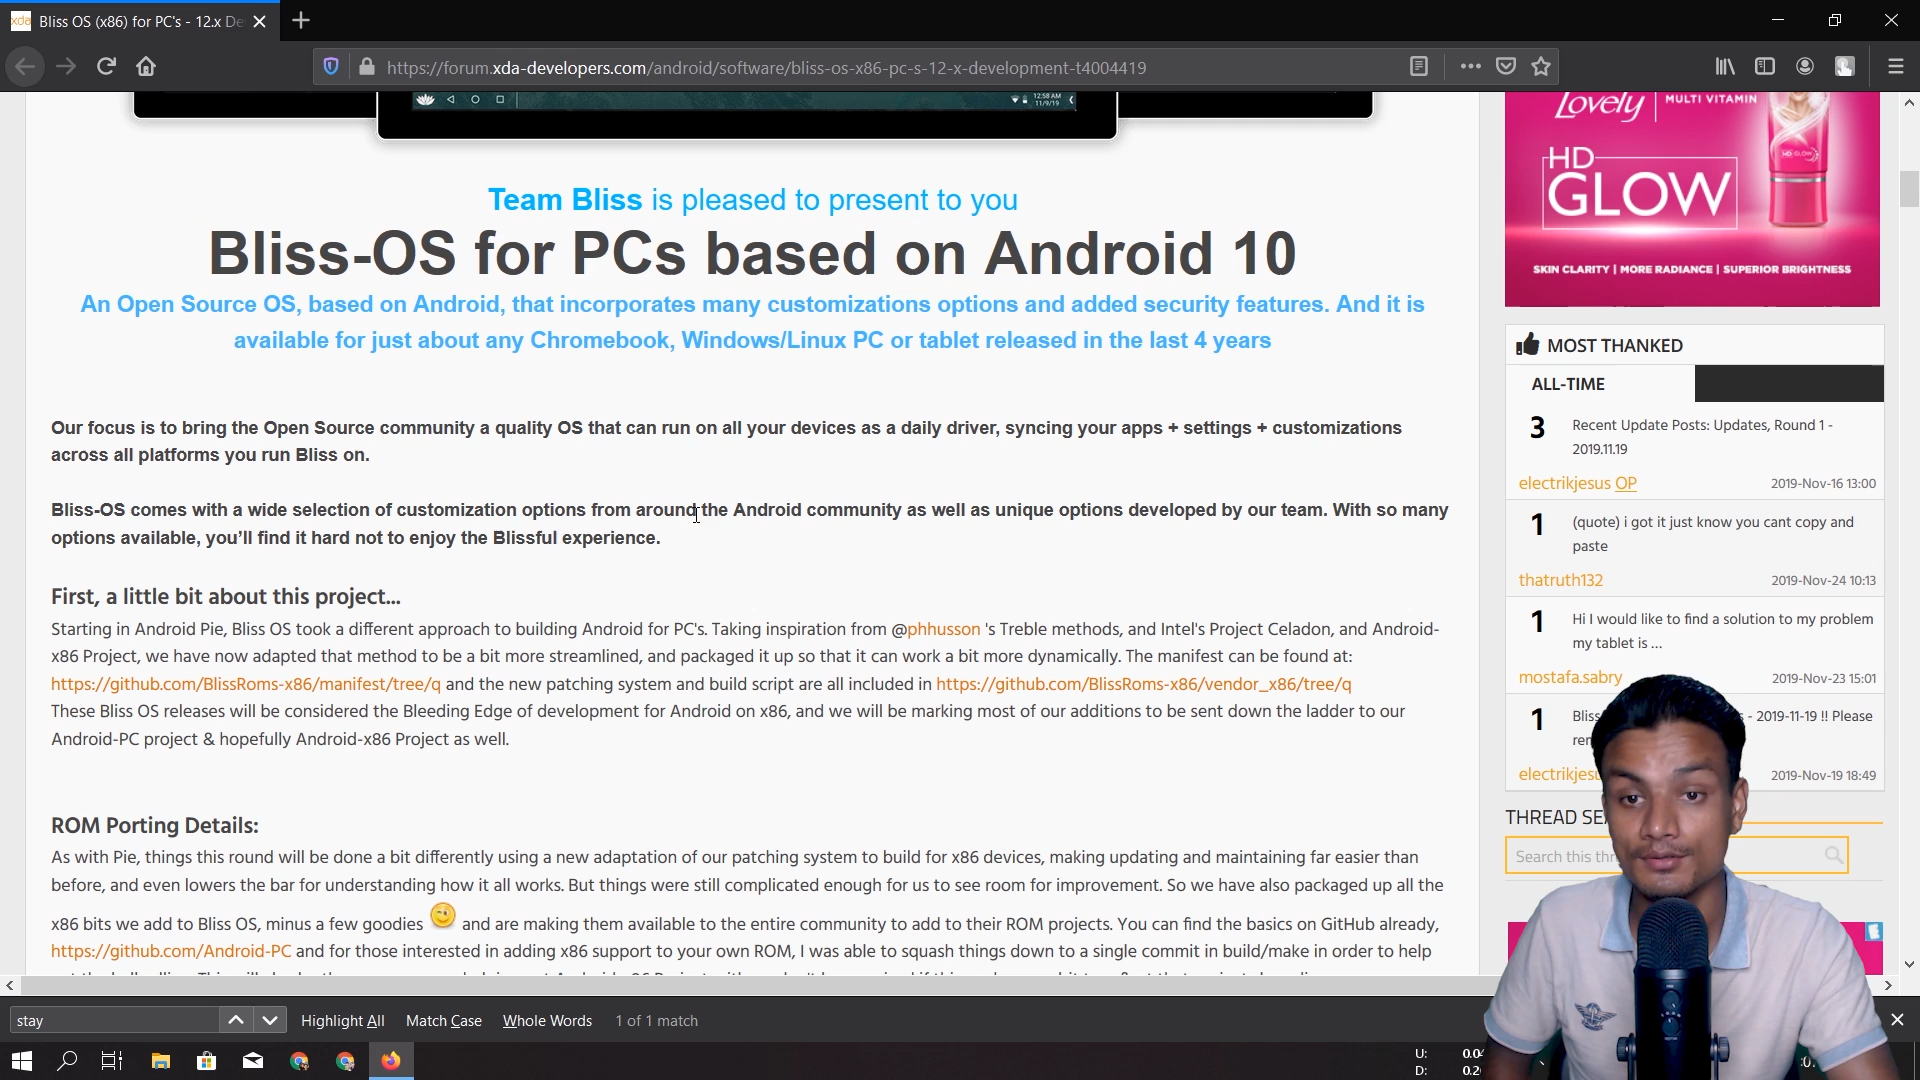 Bliss OS (x86) for PC's - 12.x De
https://forum.xda-developers.com/android/software/bliss-os-x86-pc-s-12-x-development-t4004419
12:58 AM
11/9/19
Team Bliss is pleased to present to you
Bliss-OS for PCs based on Android 10
An Open Source OS, based on Android, that incorporates many customizations options and added security features. And it is
available for just about any Chromebook, Windows/Linux PC or tablet released in the last 4 years
Our focus is to bring the Open Source community a quality OS that can run on all your devices as a daily driver, syncing your apps + settings + customizations
across all platforms you run Bliss on.
Bliss-OS comes with a wide selection of customization options from around the Android community as well as unique options developed by our team. With so many
options available, you'll find it hard not to enjoy the Blissful experience.
First, a little bit about this project...
Starting in Android Pie, Bliss OS took a different approach to building Android for PC's. Taking inspiration from @phhusson 's Treble methods, and Intel's Project Celadon, and Android-
x86 Project, we have now adapted that method to be a bit more streamlined, and packaged it up so that it can work a bit more dynamically. The manifest can be found at:
https://github.com/BlissRoms-x86/manifest/tree/q and the new patching system and build script are all included in https://github.com/BlissRoms-x86/vendor_x86/tree/q
These Bliss OS releases will be considered the Bleeding Edge of development for Android on x86, and we will be marking most of our additions to be sent down the ladder to our
Android-PC project & hopefully Android-x86 Project as well.
ROM Porting Details:
As with Pie, things this round will be done a bit differently using a new adaptation of our patching system to build for x86 devices, making updating and maintaining far easier than
before, and even lowers the bar for understanding how it all works. But things were still complicated enough for us to see room for improvement. So we have also packaged up all the
x86 bits we add to Bliss OS, minus a few goodies and are making them available to the entire community to add to their ROM projects. You can find the basics on GitHub already,
https://github.com/Android-PC and for those interested in adding x86 support to your own ROM, I was able to squash things down to a single commit in build/make in order to help
Lovely
MULTI VITAMIN
HD
GLOW
SKIN CLARITY | MORE RADIANCE | SUPERIOR BRIGHTNESS
MOST THANKED
ALL-TIME
3 Recent Update Posts: Updates, Round 1 -
2019.11.19
electrikjesus OP 2019-Nov-16 13:00
1 (quote) i got it just know you cant copy and
paste
thatruth132 2019-Nov-24 10:13
1 Hi I would like to find a solution to my problem
my tablet is ...
mostafa.sabry 2019-Nov-23 15:01
1 Bliss - 2019-11-19 !! Please
ren
electrikjesu 2019-Nov-19 18:49
THREAD SE
Search this thr
stay
Highlight All Match Case Whole Words 1 of 1 match
U: 0.04
D: 0.2